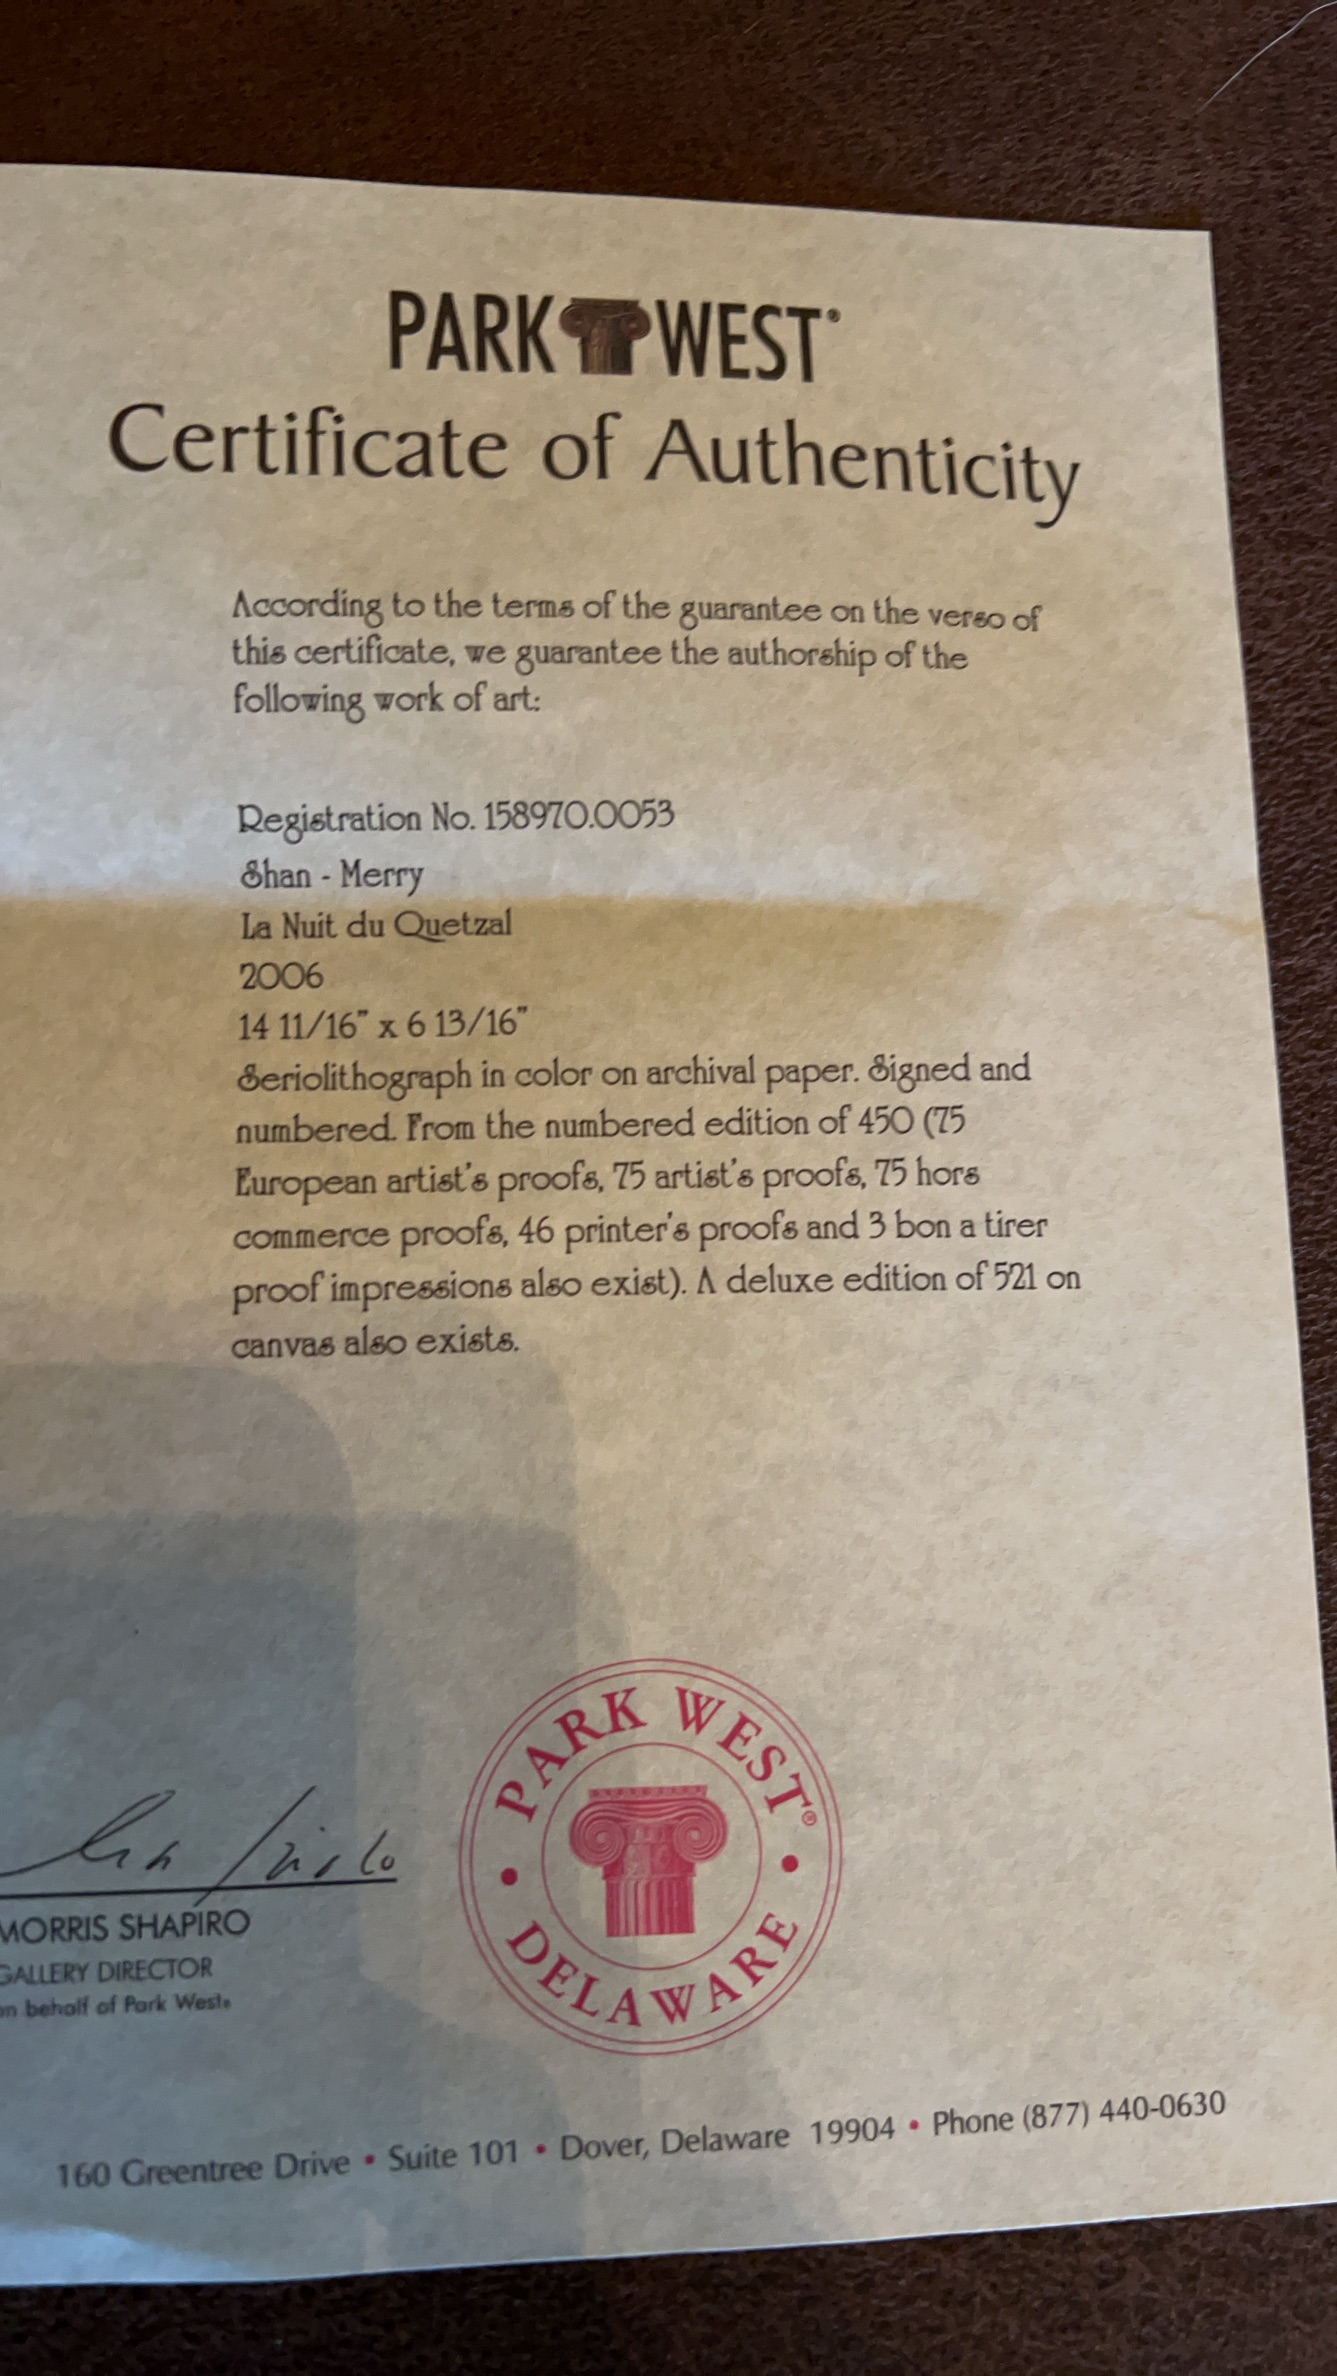 PARK WEST®
Certificate of Authenticity
According to the terms of the guarantee on the verso of
this certificate, we guarantee the authorship of the
following work of art:
Registration No. 158970.0053
Shan - Merry
La Nuit du Quetzal
2006
14 11/16” x 6 13/16”
Seriolithograph in color on archival paper. Signed and
numbered. From the numbered edition of 450 (75
European artist's proofs, 75 artist's proofs, 75 hors
commerce proofs, 46 printer's proofs and 3 bon a tirer
proof impressions also exist). A deluxe edition of 521 on
canvas also exists.
PARK WEST®
• DELAWARE •
MORRIS SHAPIRO
GALLERY DIRECTOR
on behalf of Park West®
160 Greentree Drive • Suite 101 • Dover, Delaware 19904 • Phone (877) 440-0630